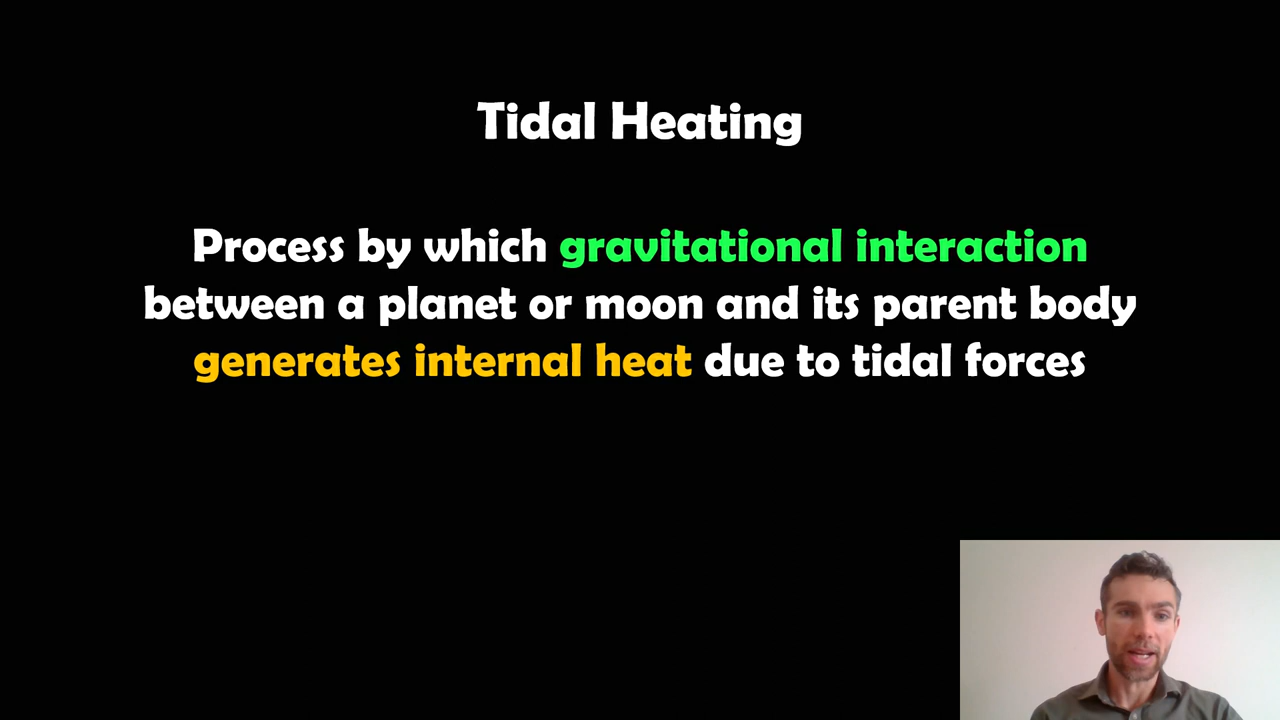 Tidal Heating
Process by which gravitational interaction
between a planet or moon and its parent body
generates internal heat due to tidal forces